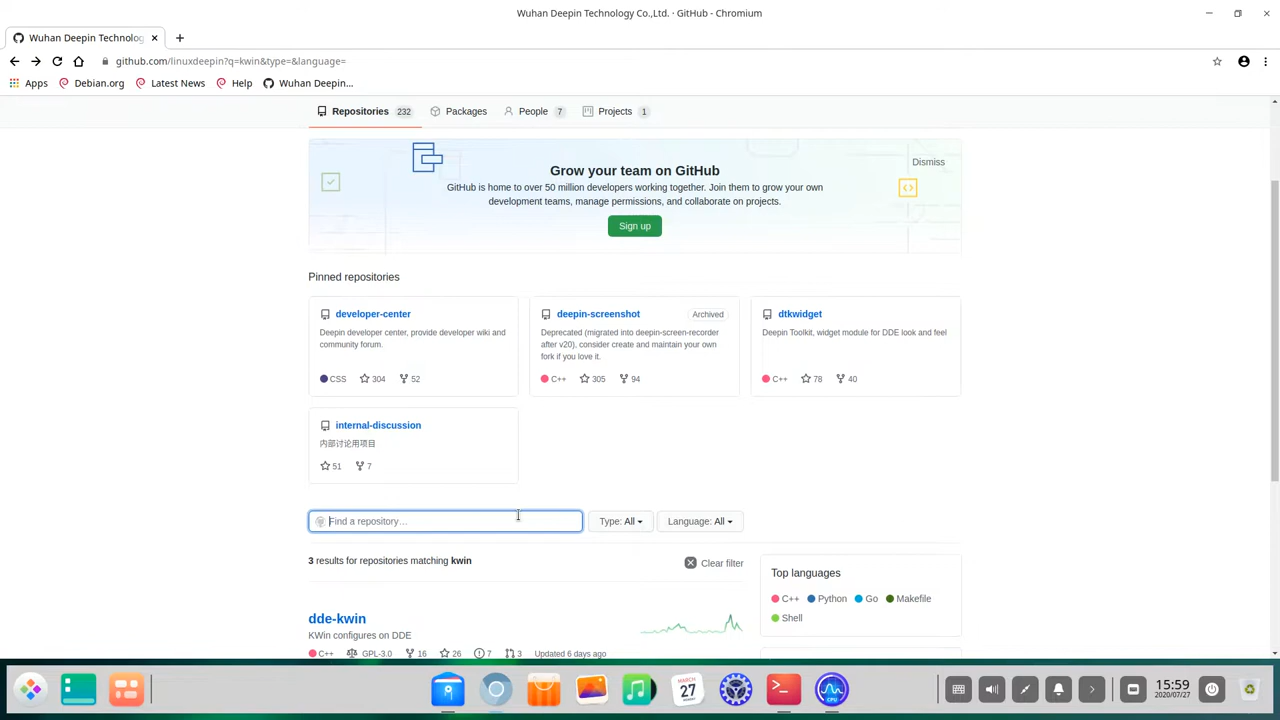 Wuhan Deepin Technology Co.,Ltd. · GitHub - Chromium
Wuhan Deepin Technolog
github.com/linuxdeepin?q=kwin&type=&language=
Apps Debian.org Latest News Help Wuhan Deepin...
Repositories 232 Packages People 7 Projects 1
Grow your team on GitHub
Dismiss
GitHub is home to over 50 million developers working together. Join them to grow your own
development teams, manage permissions, and collaborate on projects.
Sign up
Pinned repositories
developer-center
Deepin developer center, provide developer wiki and
community forum.
CSS 304 52
deepin-screenshot Archived
Deprecated (migrated into deepin-screen-recorder
after v20), consider create and maintain your own
fork if you love it.
C++ 305 94
dtkwidget
Deepin Toolkit, widget module for DDE look and feel
C++ 78 40
internal-discussion
内部讨论用项目
51 7
Find a repository…
Type: All
Language: All
3 results for repositories matching kwin
Clear filter
dde-kwin
KWin configures on DDE
C++ GPL-3.0 16 26 7 3 Updated 6 days ago
Top languages
C++ Python Go Makefile
Shell
MARCH
27
CPU
15:59
2020/07/27